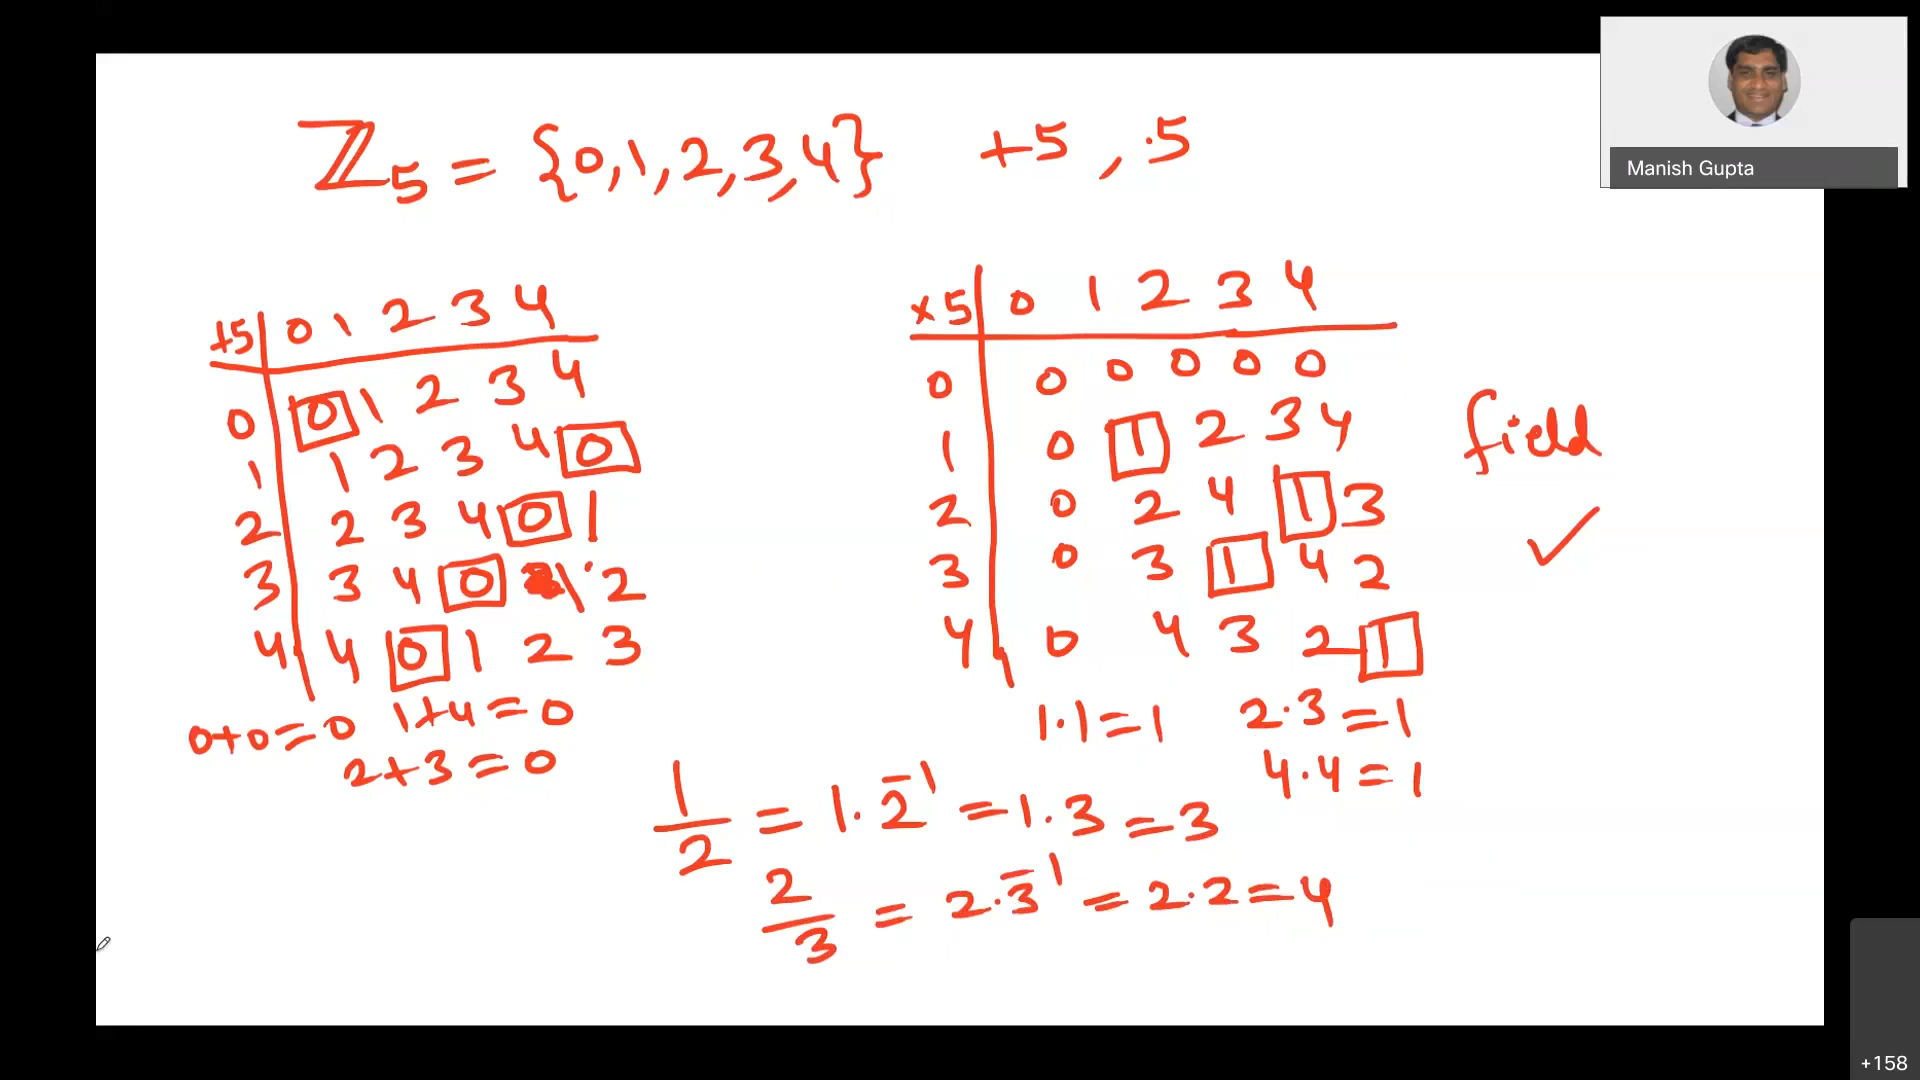 ℤ₅ = {0,1,2,3,4} +5 , ·5
Manish Gupta
+5 0 1 2 3 4
0 0 1 2 3 4
1 1 2 3 4 0
2 2 3 4 0 1
3 3 4 0 1 2
4 4 0 1 2 3
0+0=0 1+4=0
2+3=0
×5 0 1 2 3 4
0 0 0 0 0 0
1 0 1 2 3 4
2 0 2 4 1 3
3 0 3 1 4 2
4 0 4 3 2 1
field
✓
1·1=1 2·3=1
4·4=1
1/2 = 1·2⁻¹ = 1·3 = 3
2/3 = 2·3⁻¹ = 2·2 = 4
+158